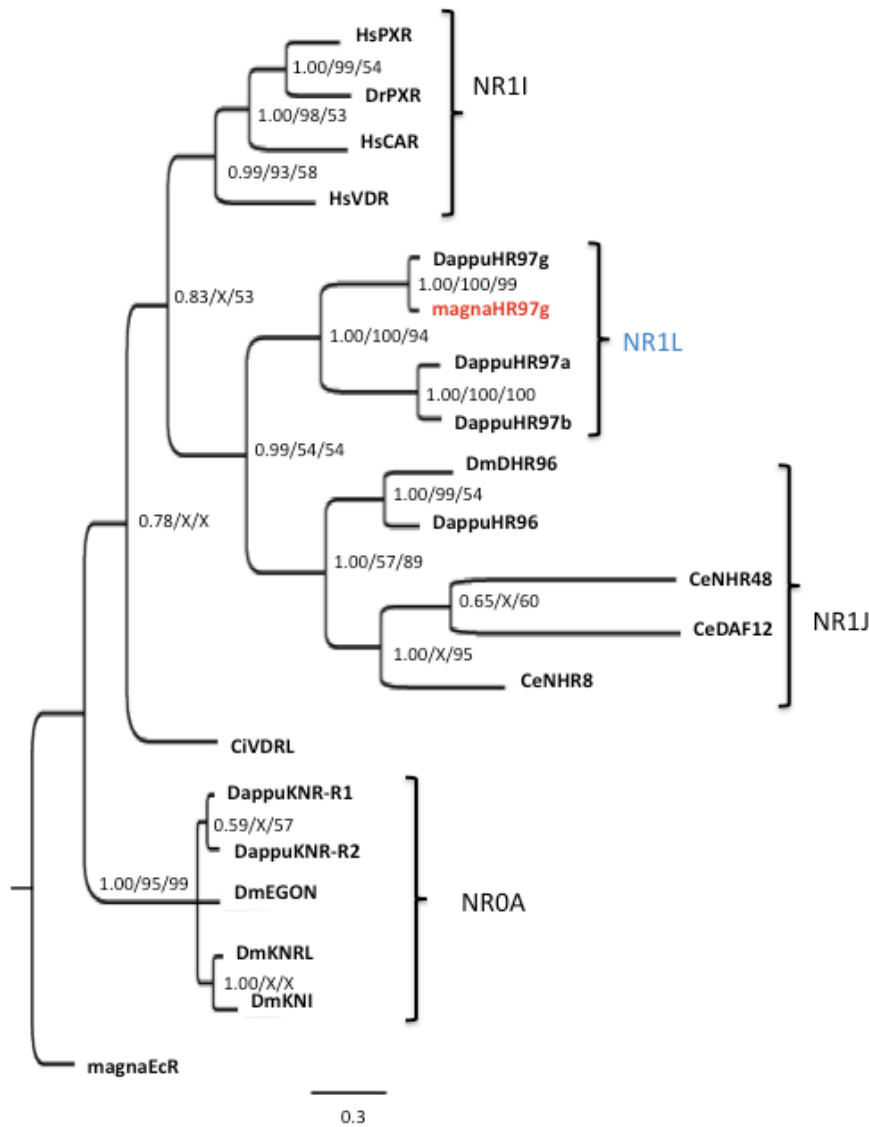 HsPXR
1.00/99/54
NR1I
DrPXR
1.00/98/53
HsCAR
0.99/93/58
HsVDR
DappuHR97g
1.00/100/99
0.83/X/53
magnaHR97g
1.00/100/94
NR1L
DappuHR97a
1.00/100/100
DappuHR97b
0.99/54/54
DmDHR96
1.00/99/54
0.78/X/X
DappuHR96
1.00/57/89
CeNHR48
0.65/X/60
NR1J
CeDAF12
1.00/X/95
CeNHR8
CiVDRL
DappuKNR-R1
0.59/X/57
DappuKNR-R2
1.00/95/99
DmEGON
NR0A
DmKNRL
1.00/X/X
DmKNI
magnaEcR
0.3